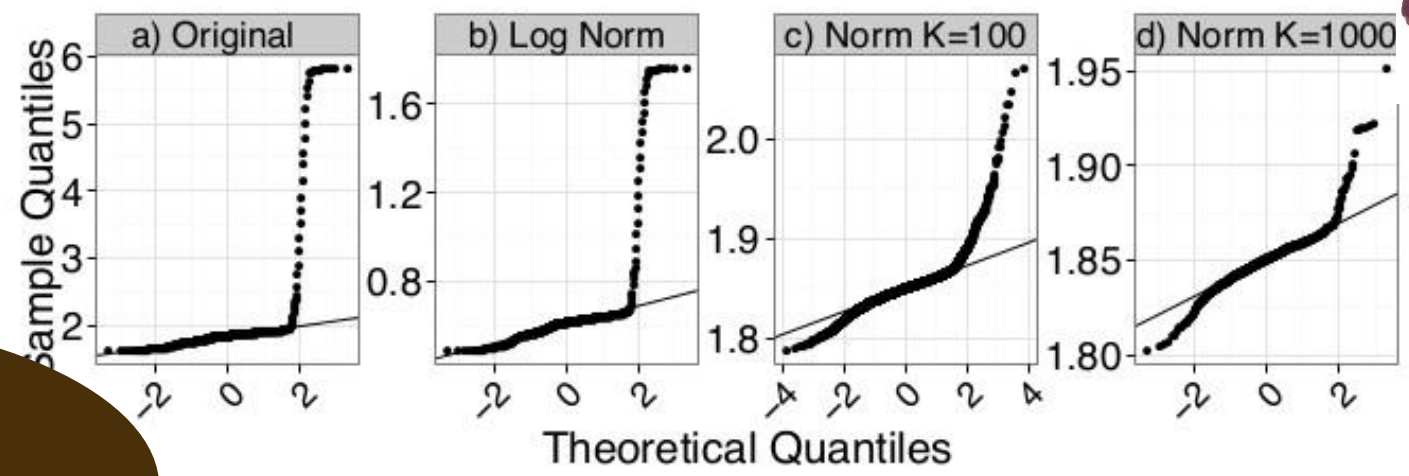 a) Original
b) Log Norm
c) Norm K=100
d) Norm K=1000
Sample Quantiles
6
5
4
3
2
1.6
1.2
0.8
2.0
1.9
1.8
1.95
1.90
1.85
1.80
−2 0 2
−2 0 2
−4 −2 0 2 4
−2 0 2
Theoretical Quantiles